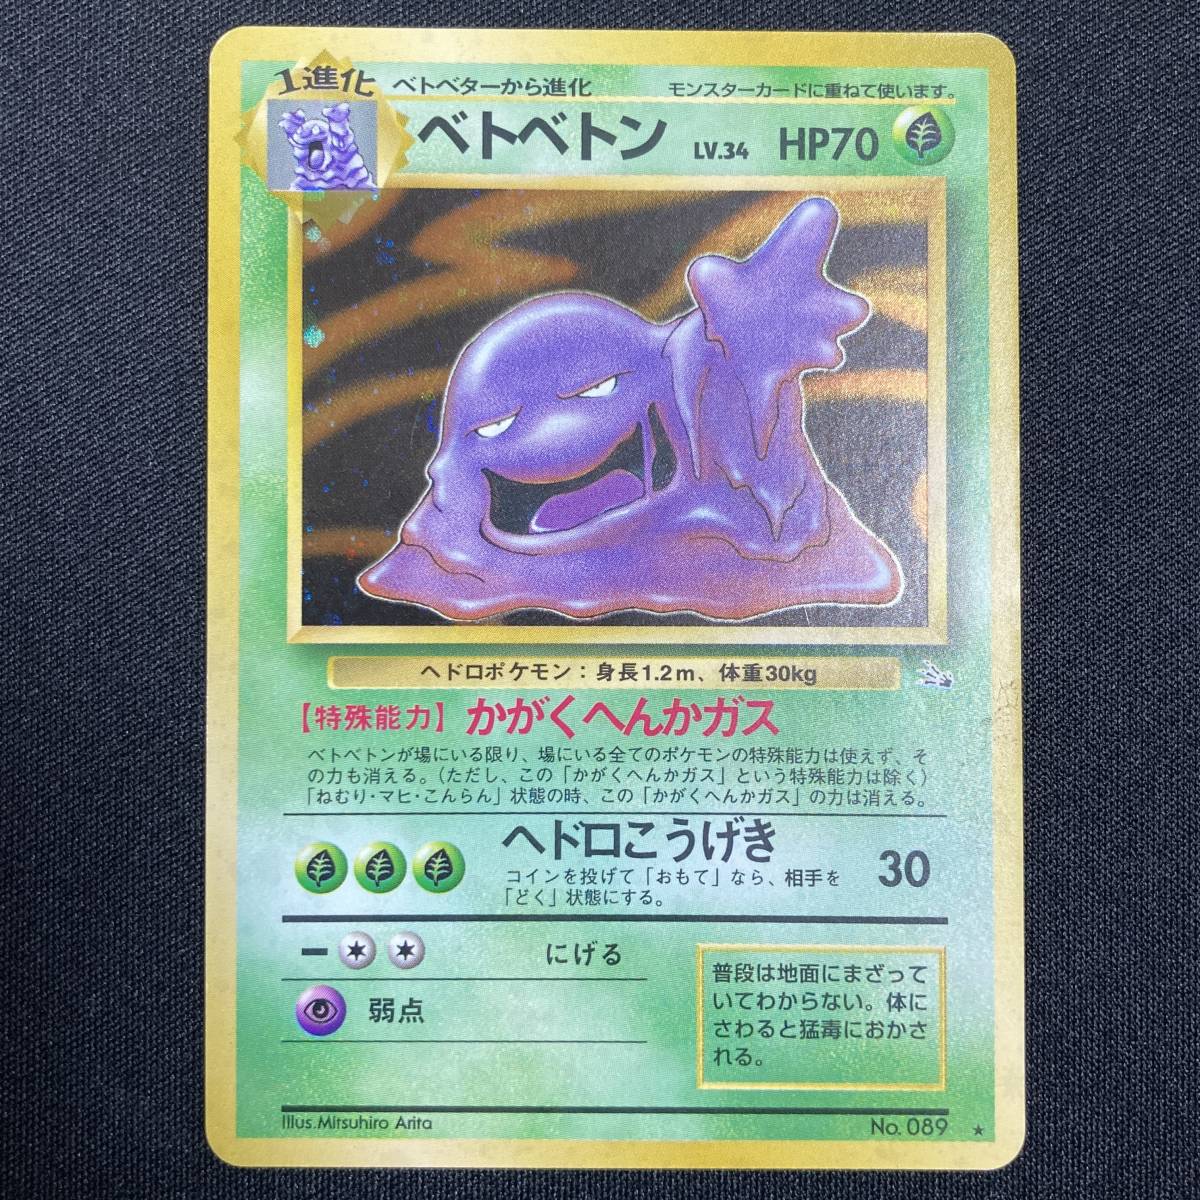 1進化
ベトベターから進化
モンスターカードに重ねて使います。
ベトベトン LV.34 HP70
ヘドロポケモン：身長1.2m、体重30kg
【特殊能力】かがくへんかガス
ベトベトンが場にいる限り、場にいる全てのポケモンの特殊能力は使えず、そ
の力も消える。（ただし、この「かがくへんかガス」という特殊能力は除く）
「ねむり・マヒ・こんらん」状態の時、この「かがくへんかガス」の力は消える。
ヘドロこうげき 30
コインを投げて「おもて」なら、相手を
「どく」状態にする。
にげる
弱点
普段は地面にまざって
いてわからない。体に
さわると猛毒におかさ
れる。
Illus.Mitsuhiro Arita
No. 089 ★